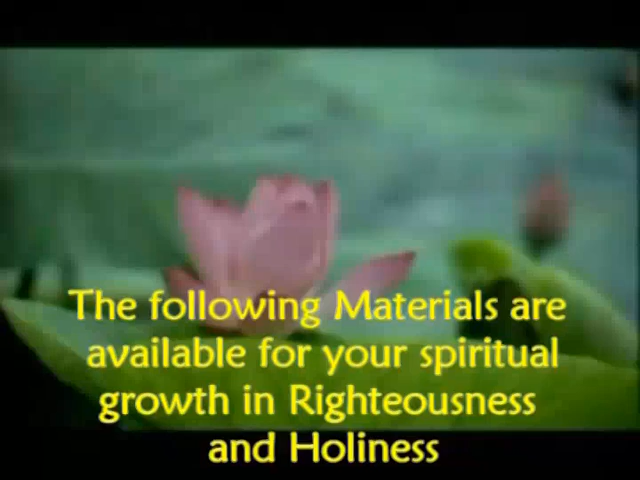 The following Materials are
available for your spiritual
growth in Righteousness
and Holiness